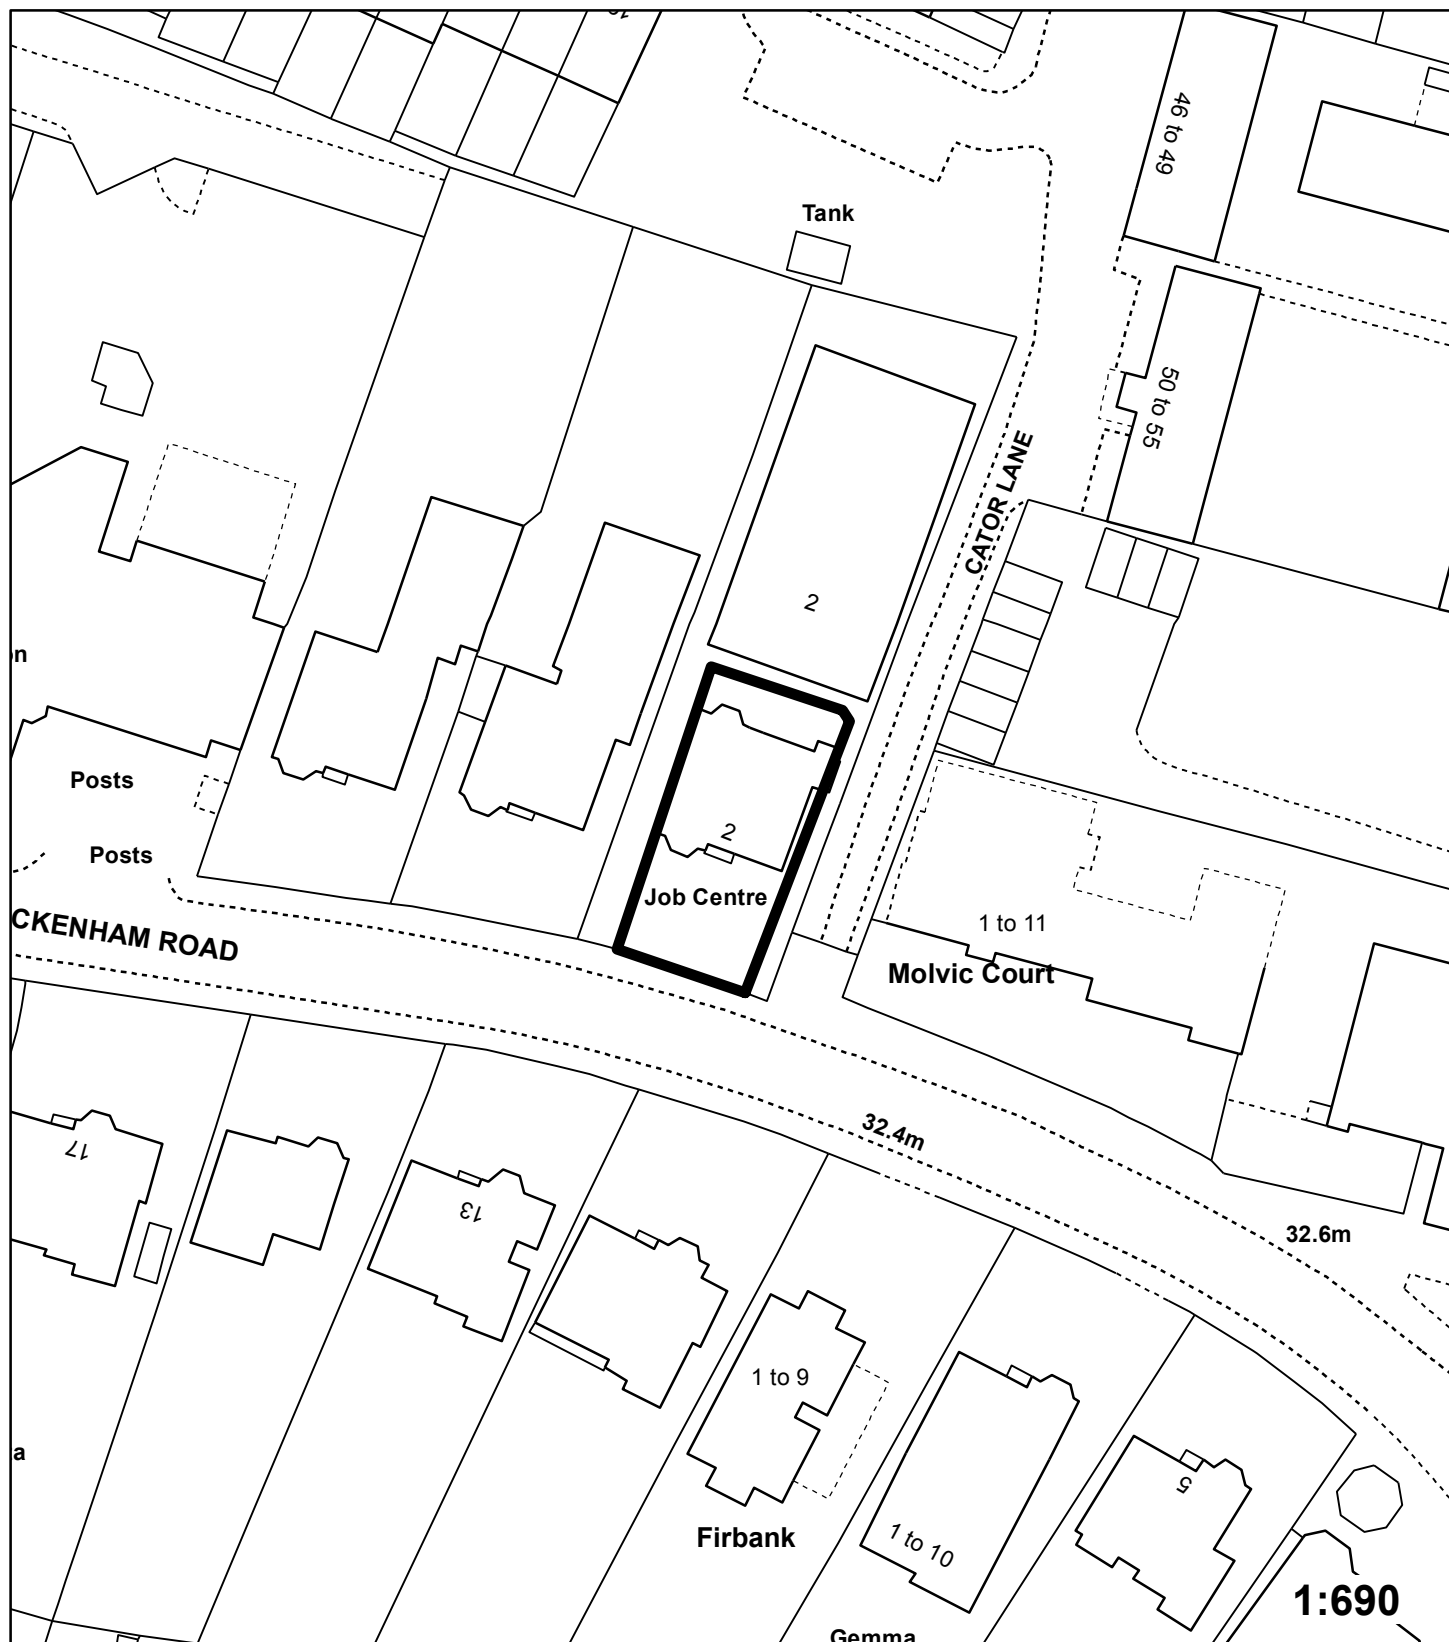 46 to 49
Tank
50 to 55
CATOR LANE
2
on
Posts
2
Posts
Job Centre
1 to 11
CKENHAM ROAD
Molvic Court
32.4m
17
13
32.6m
1 to 9
a
5
Firbank
1 to 10
1:690
Gemma